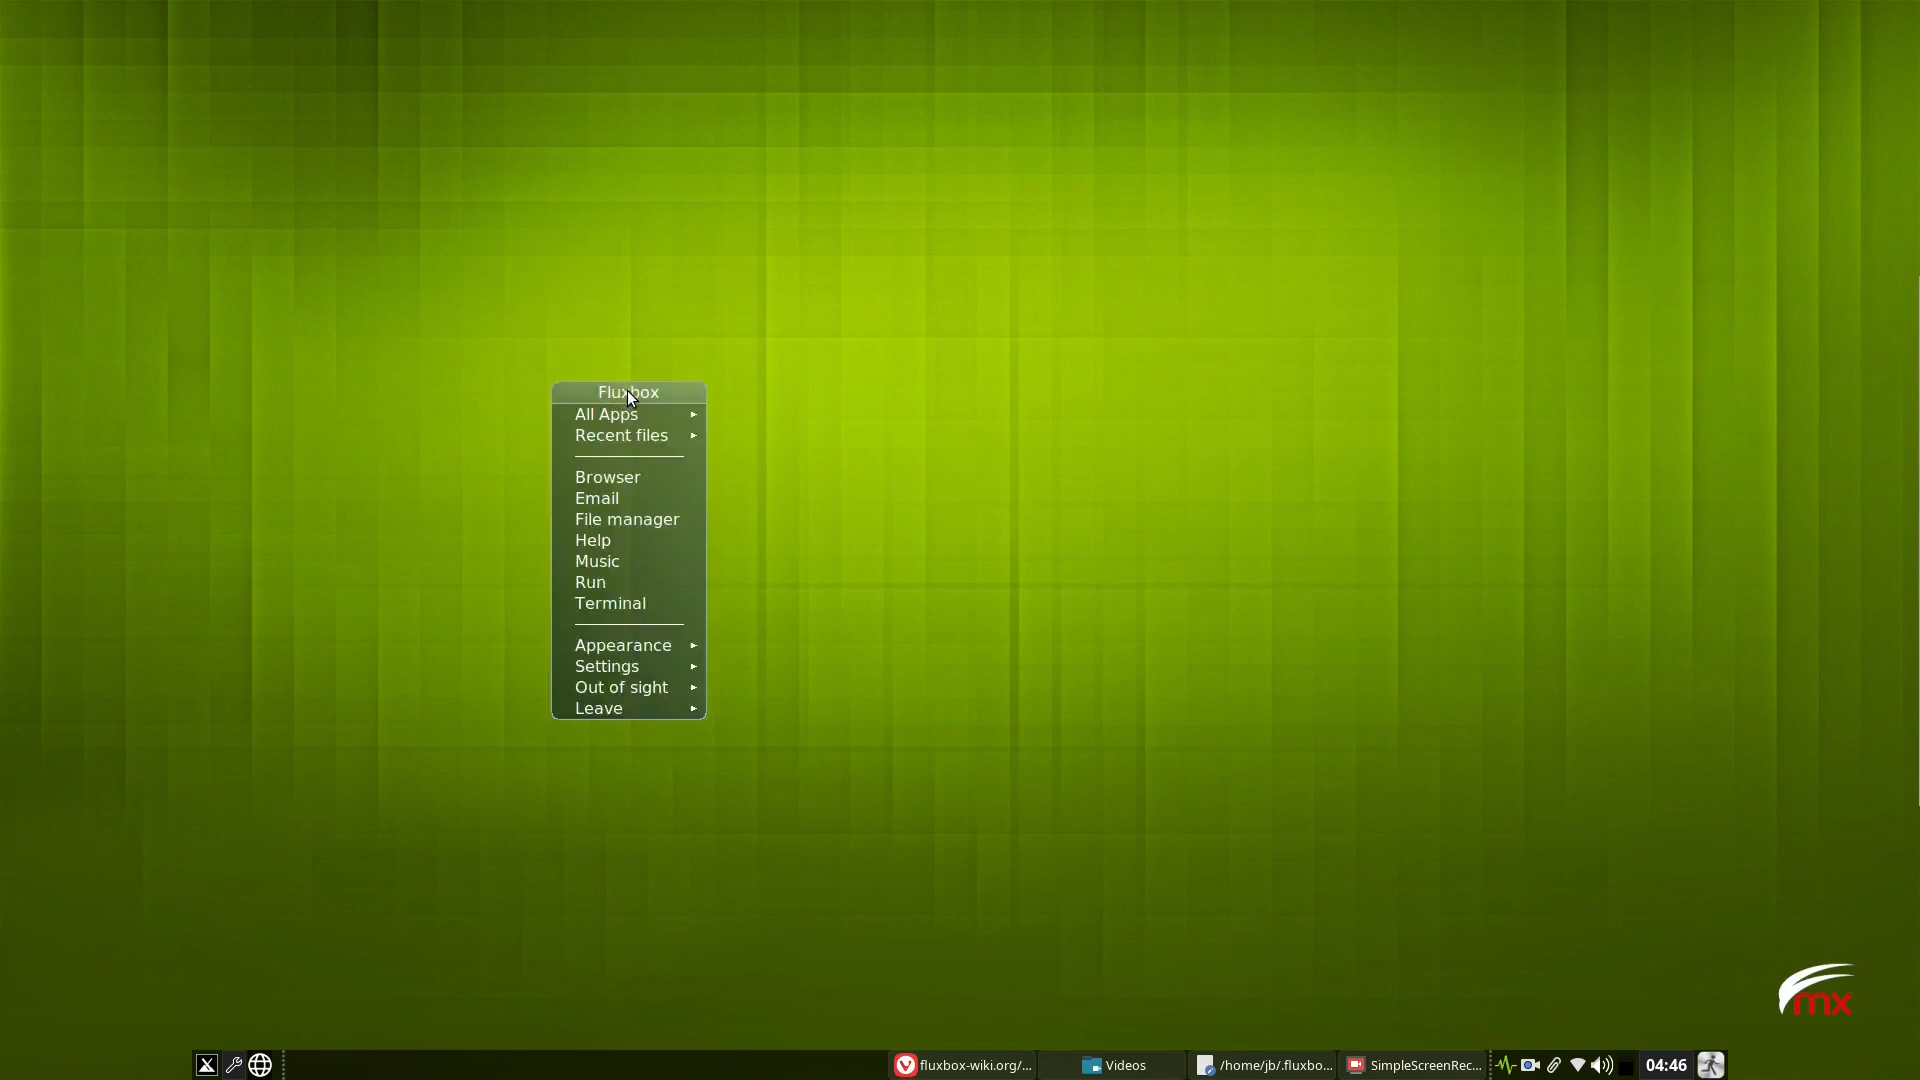 Fluxbox
All Apps
Recent files
Browser
Email
File manager
Help
Music
Run
Terminal
Appearance
Settings
Out of sight
Leave
mx
fluxbox-wiki.org/...
Videos
/home/jb/.fluxbo...
SimpleScreenRec...
04:46